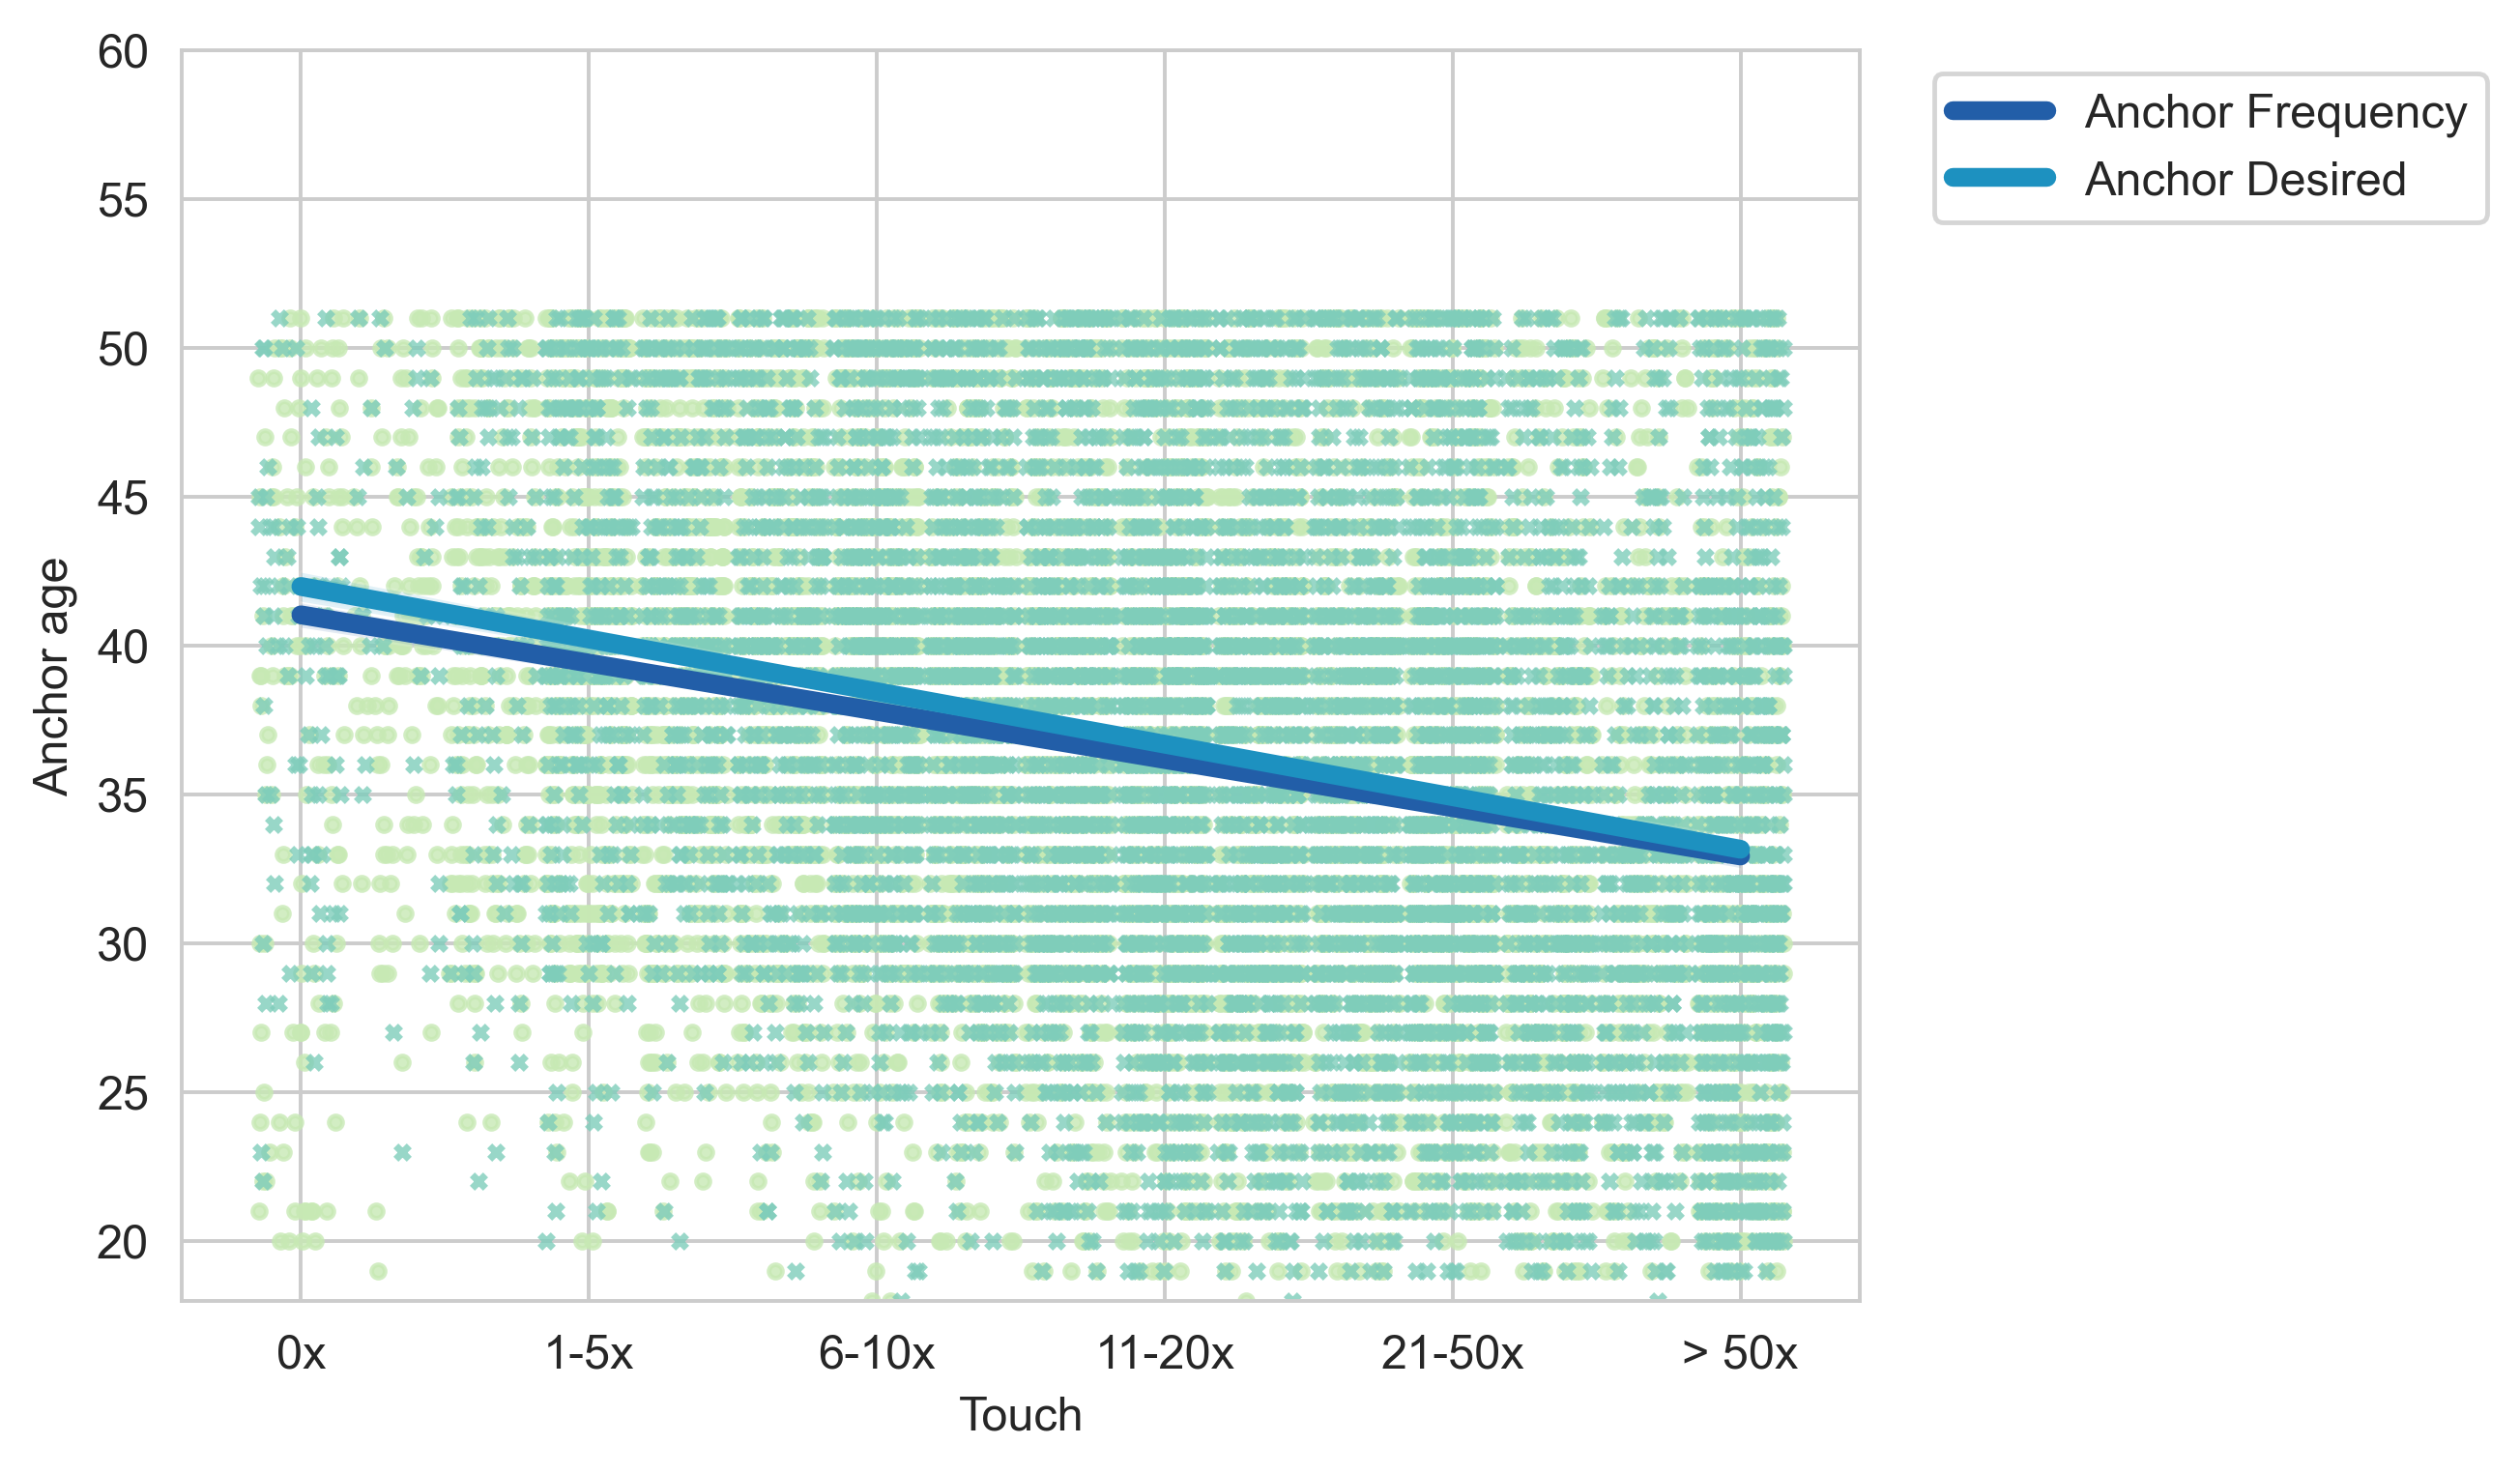 60
55
50
45
40
35
30
25
20
Anchor age
0x
1-5x
6-10x
11-20x
21-50x
> 50x
Touch
Anchor Frequency
Anchor Desired